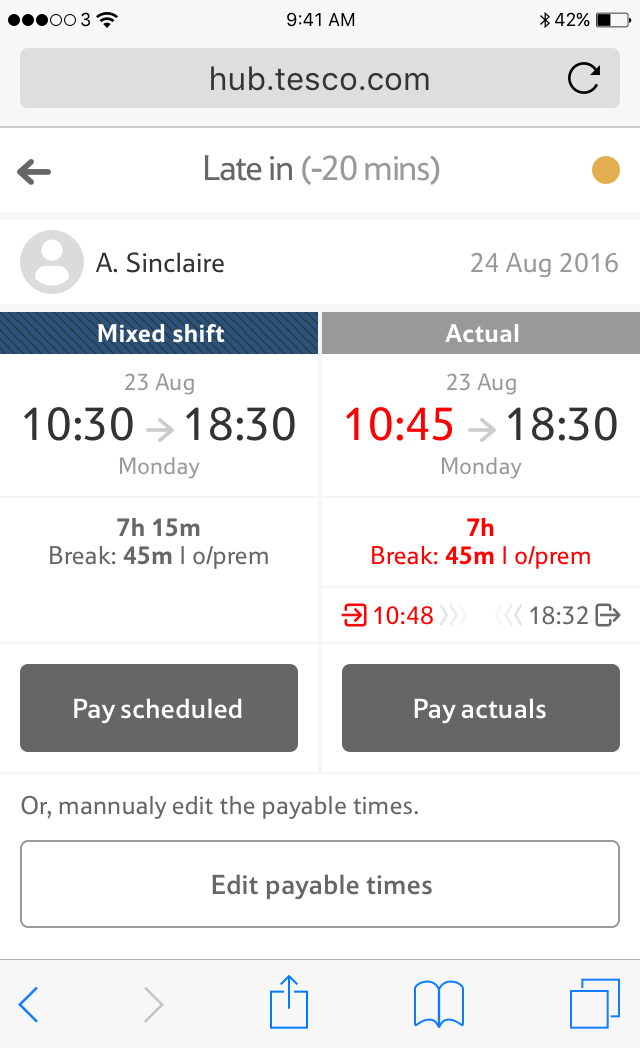 3 9:41 AM 42%
hub.tesco.com
Late in (-20 mins)
A. Sinclaire 24 Aug 2016
Mixed shift
23 Aug
10:30 → 18:30
Monday
7h 15m
Break: 45m | o/prem
Pay scheduled
Actual
23 Aug
10:45 → 18:30
Monday
7h
Break: 45m | o/prem
10:48 18:32
Pay actuals
Or, mannualy edit the payable times.
Edit payable times